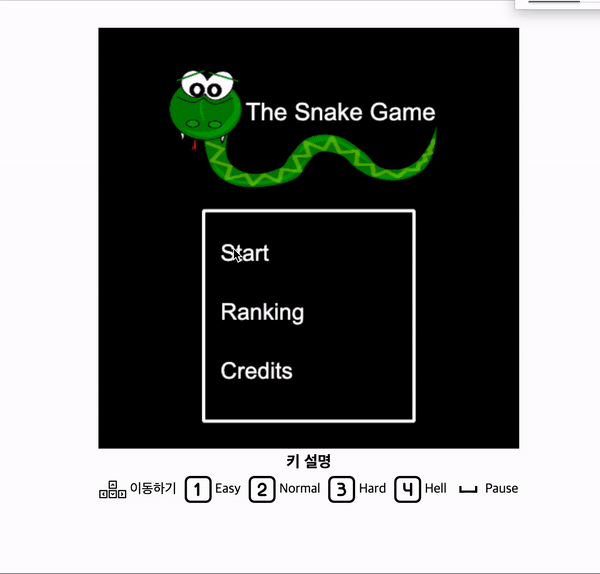 The Snake Game
Start
Ranking
Credits
키 설명
이동하기 1 Easy 2 Normal 3 Hard 4 Hell Pause